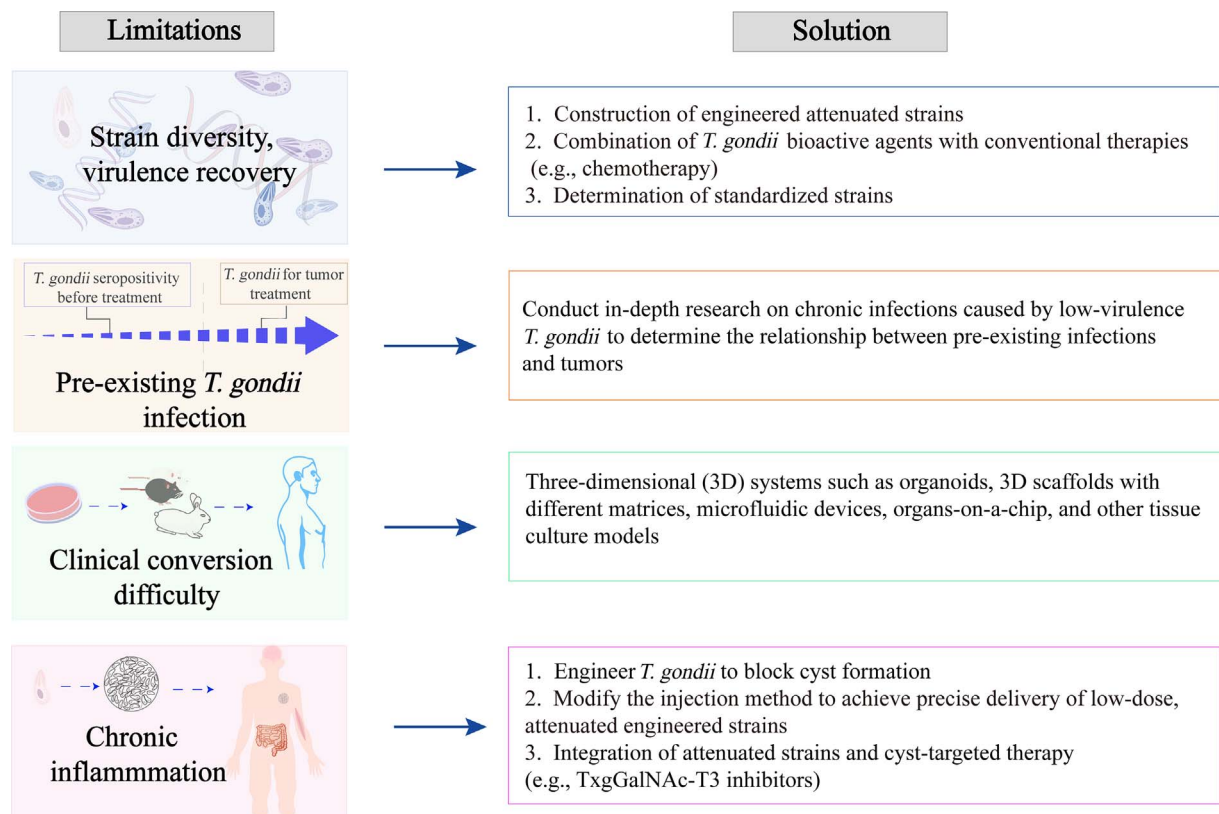 Limitations
Solution
Strain diversity,
virulence recovery
1. Construction of engineered attenuated strains
2. Combination of T. gondii bioactive agents with conventional therapies
(e.g., chemotherapy)
3. Determination of standardized strains
T. gondii seropositivity
before treatment
T. gondii for tumor
treatment
Pre-existing T. gondii
infection
Conduct in-depth research on chronic infections caused by low-virulence
T. gondii to determine the relationship between pre-existing infections
and tumors
Clinical conversion
difficulty
Three-dimensional (3D) systems such as organoids, 3D scaffolds with
different matrices, microfluidic devices, organs-on-a-chip, and other tissue
culture models
Chronic
inflammmation
1. Engineer T. gondii to block cyst formation
2. Modify the injection method to achieve precise delivery of low-dose,
attenuated engineered strains
3. Integration of attenuated strains and cyst-targeted therapy
(e.g., TxgGalNAc-T3 inhibitors)